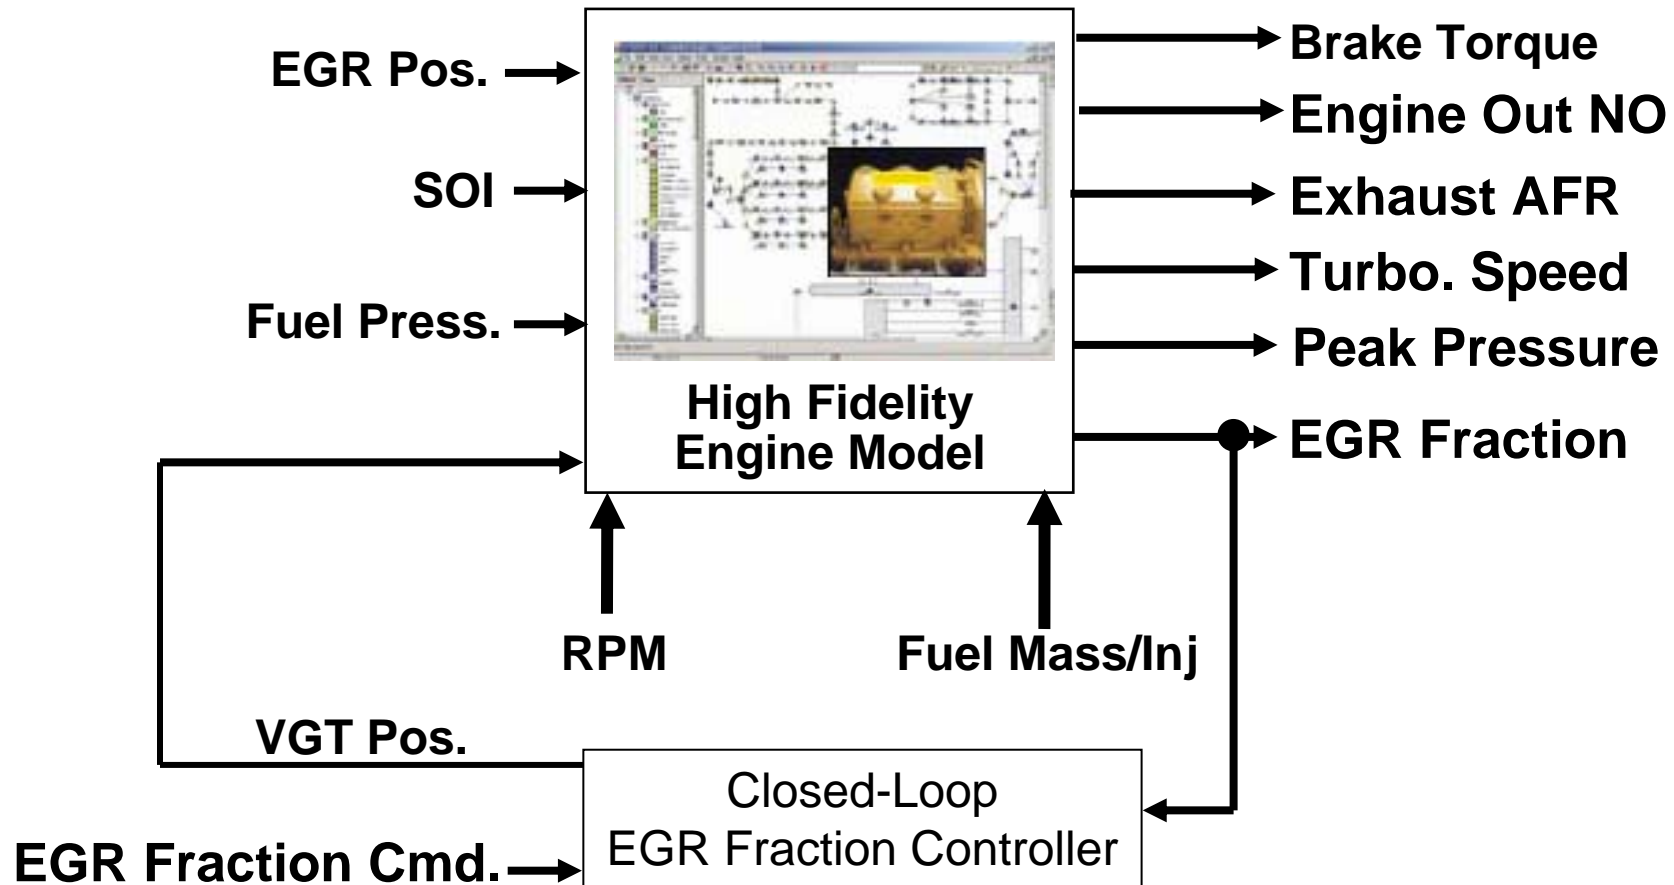 EGR Pos.
SOI
Fuel Press.
High Fidelity
Engine Model
Brake Torque
Engine Out NO
Exhaust AFR
Turbo. Speed
Peak Pressure
EGR Fraction
RPM
Fuel Mass/Inj
VGT Pos.
Closed-Loop
EGR Fraction Controller
EGR Fraction Cmd.